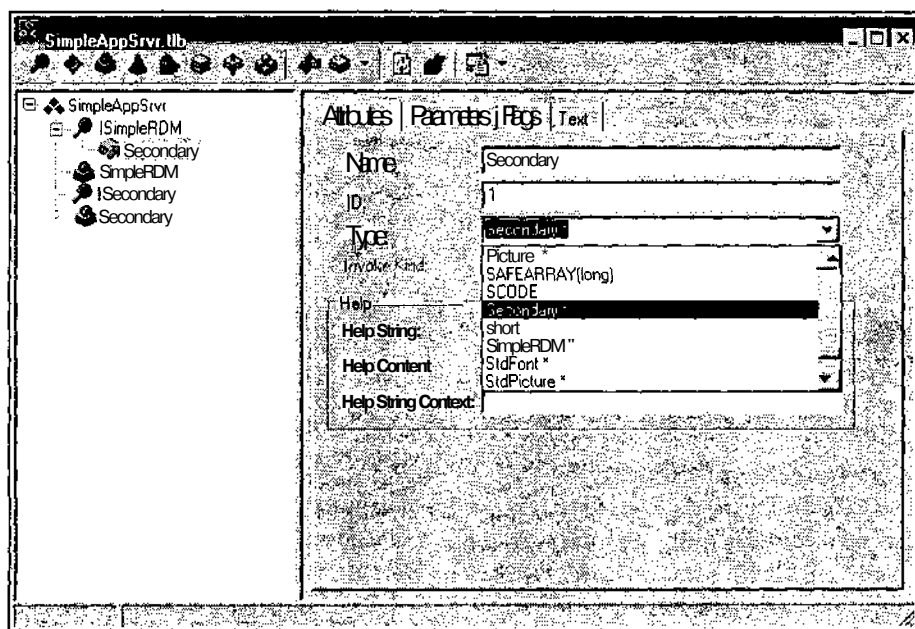 SimpleAppSrvr.tlb
SimpleAppSrvr
ISimpleRDM
Secondary
SimpleRDM
ISecondary
Secondary
Attributes Parameters Flags Text
Name: Secondary
ID: 1
Type: Secondary *
Invoke Kind:
Picture *
SAFEARRAY(long)
SCODE
Secondary *
short
SimpleRDM *
StdFont *
StdPicture *
Help
Help String:
Help Context
Help String Context: